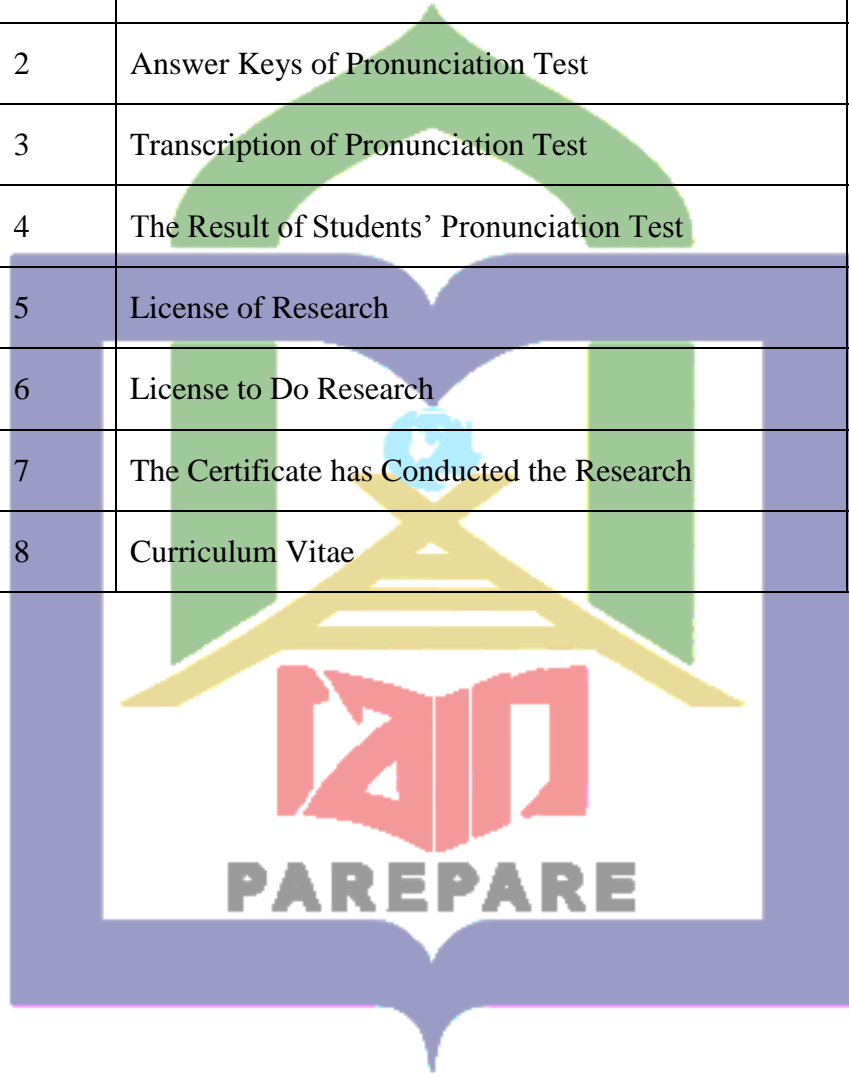 2 Answer Keys of Pronunciation Test
3 Transcription of Pronunciation Test
4 The Result of Students’ Pronunciation Test
5 License of Research
6 License to Do Research
7 The Certificate has Conducted the Research
8 Curriculum Vitae
iain
PAREPARE